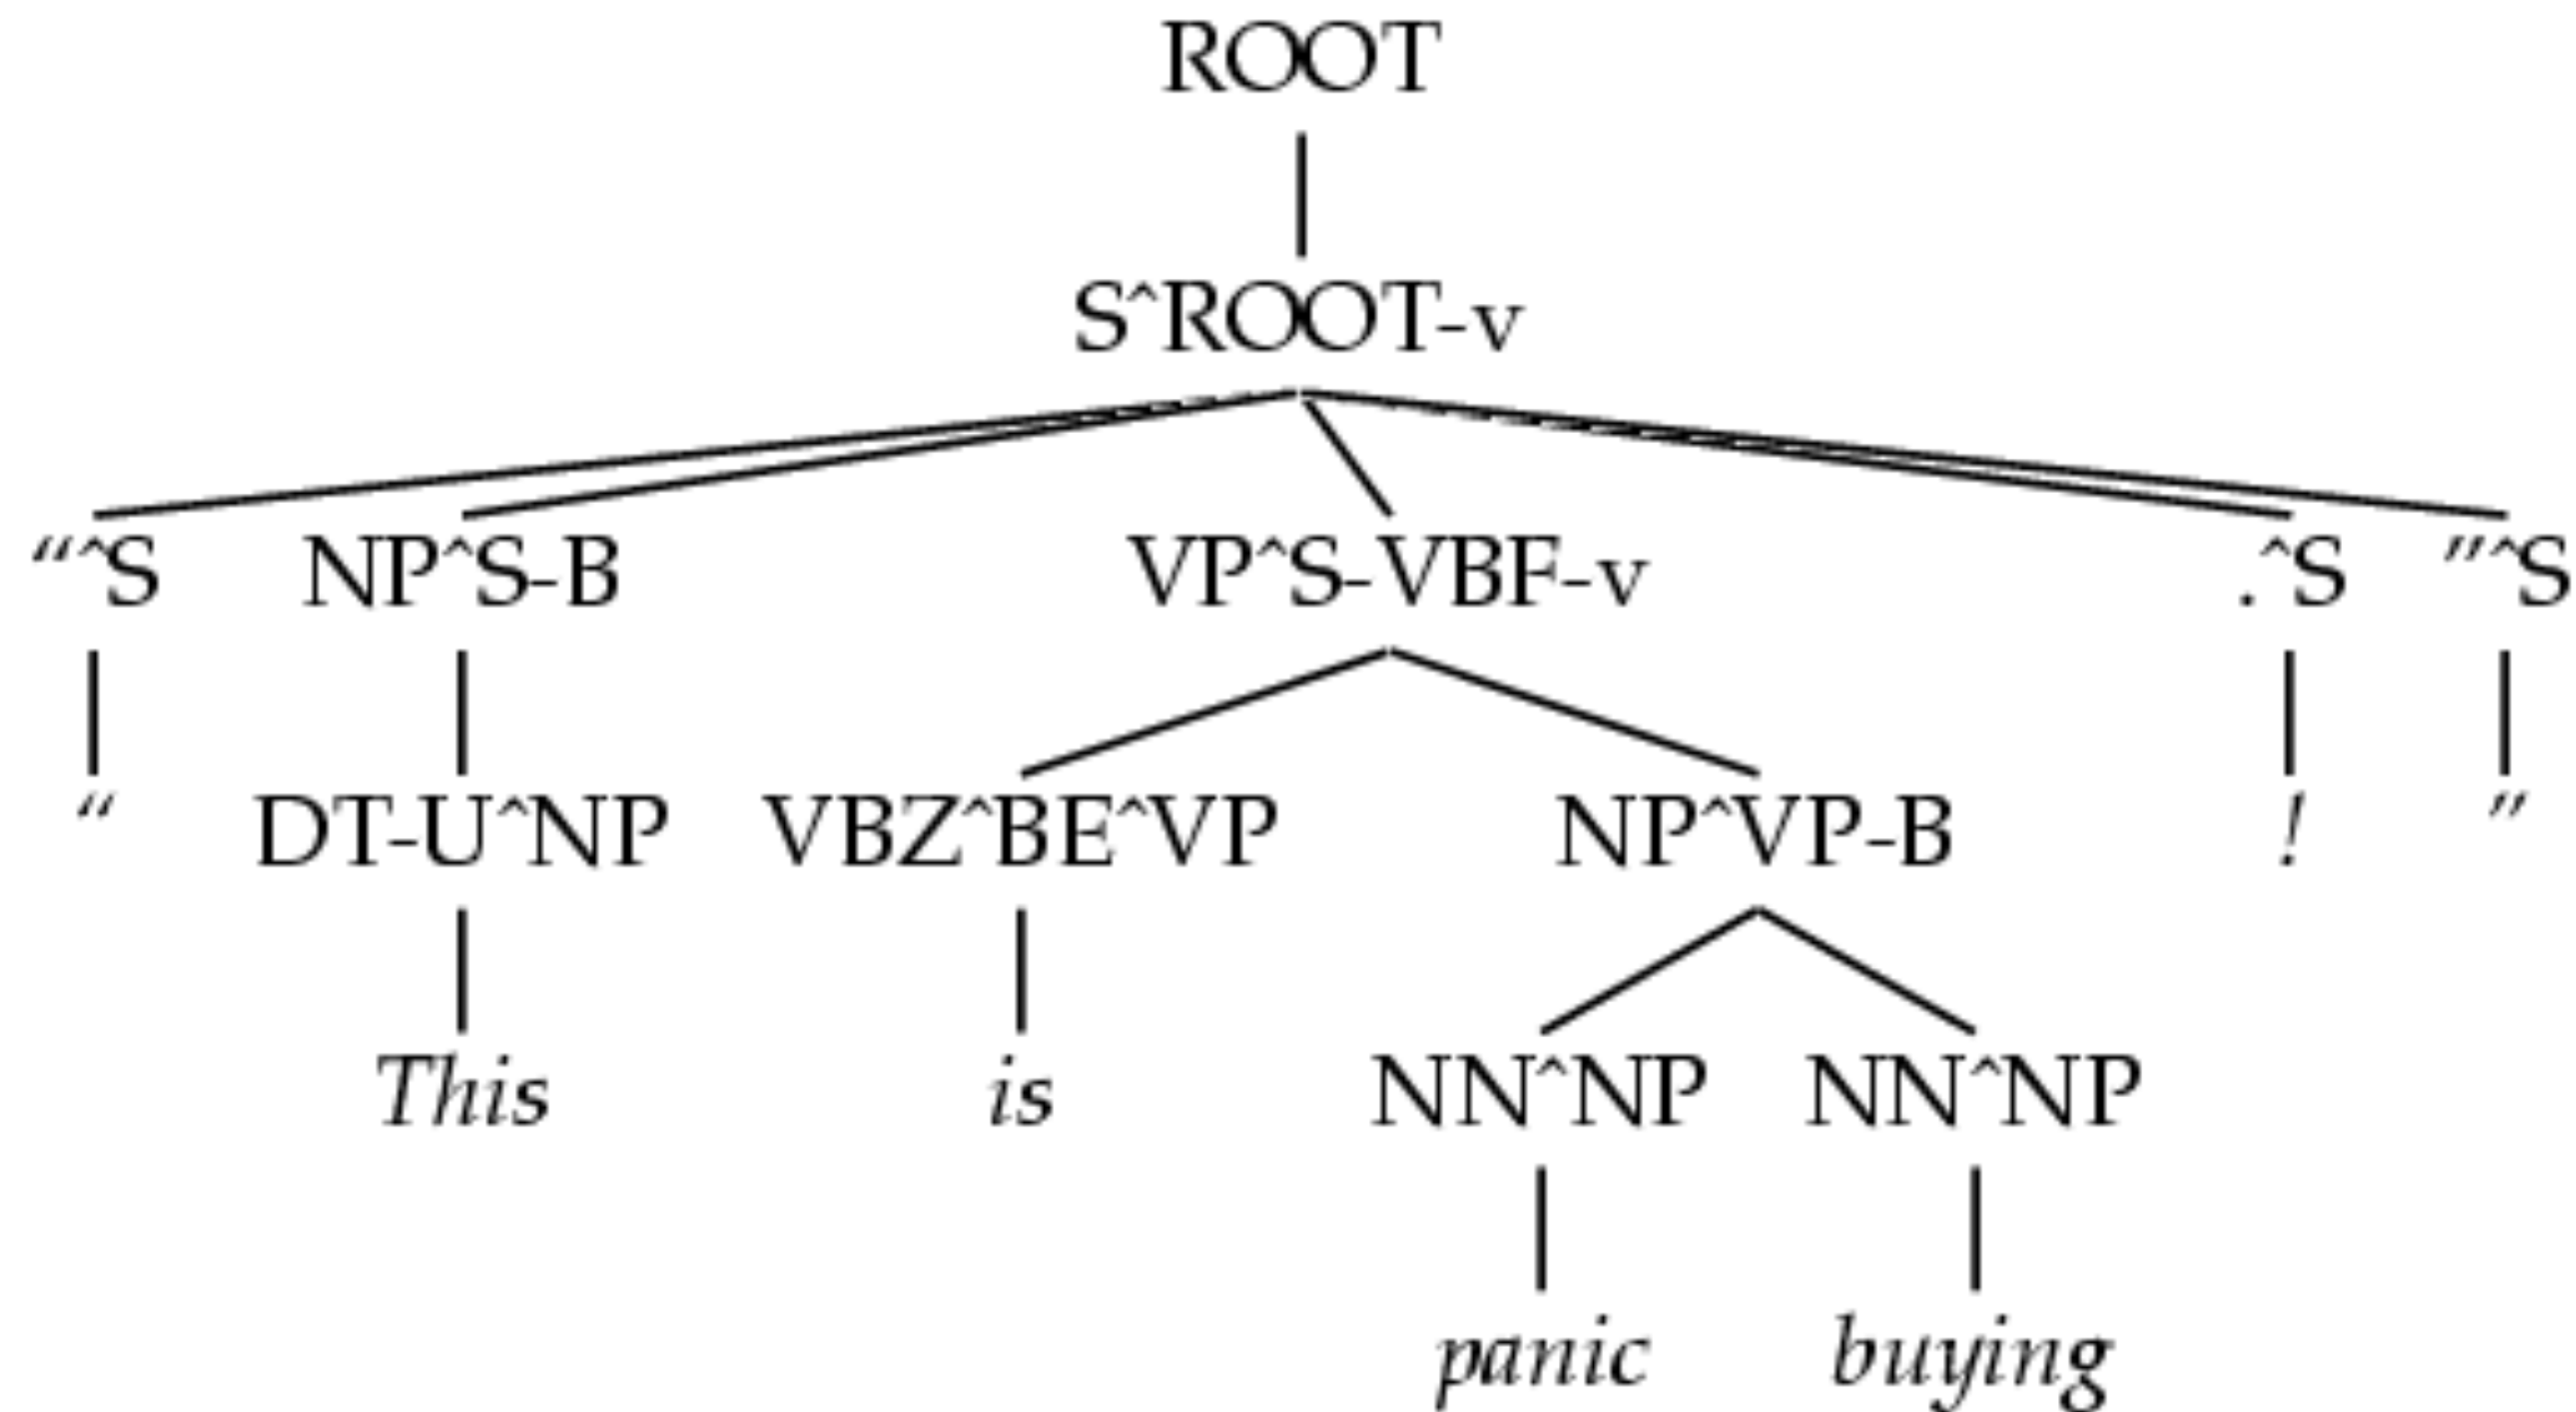 ROOT
S^ROOT-v
“^S NP^S-B VP^S-VBF-v .^S ”^S
“ DT-U^NP VBZ^BE^VP NP^VP-B ! ”
This is NN^NP NN^NP
panic buying